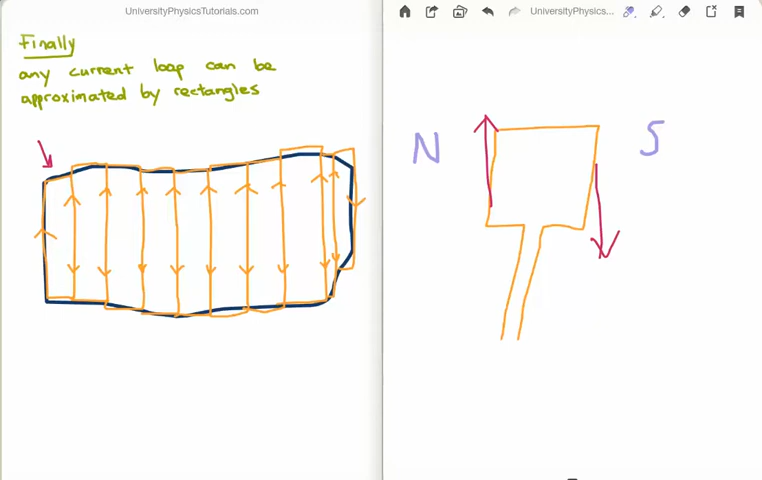 UniversityPhysicsTutorials.com
Finally
any current loop can be
approximated by rectangles
UniversityPhysics...
N
S